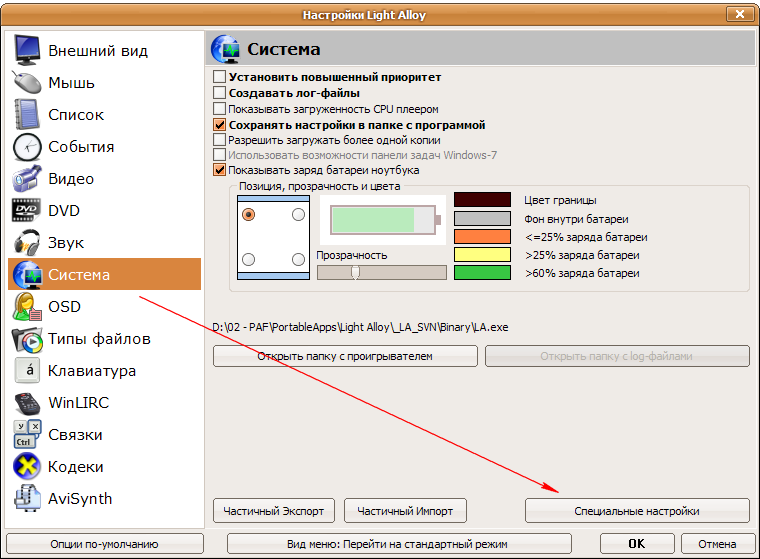 Настройки Light Alloy
Внешний вид
Мышь
Список
События
Видео
DVD
DVD
Звук
Система
OSD
Типы файлов
á
Клавиатура
WinLIRC
Y X
Ctrl
Связки
Кодеки
AviSynth
Система
Установить повышенный приоритет
Создавать лог-файлы
Показывать загруженность CPU плеером
Сохранять настройки в папке с программой
Разрешить загружать более одной копии
Использовать возможности панели задач Windows-7
Показывать заряд батареи ноутбука
Позиция, прозрачность и цвета
Прозрачность
Цвет границы
Фон внутри батареи
<=25% заряда батареи
>25% заряда батареи
>60% заряда батареи
D:\02 - PAF\PortableApps\Light Alloy\_LA_SVN\Binary\LA.exe
Открыть папку с проигрывателем
Открыть папку с log-файлами
Частичный Экспорт
Частичный Импорт
Специальные настройки
Опции по-умолчанию
Вид меню: Перейти на стандартный режим
OK
Отмена